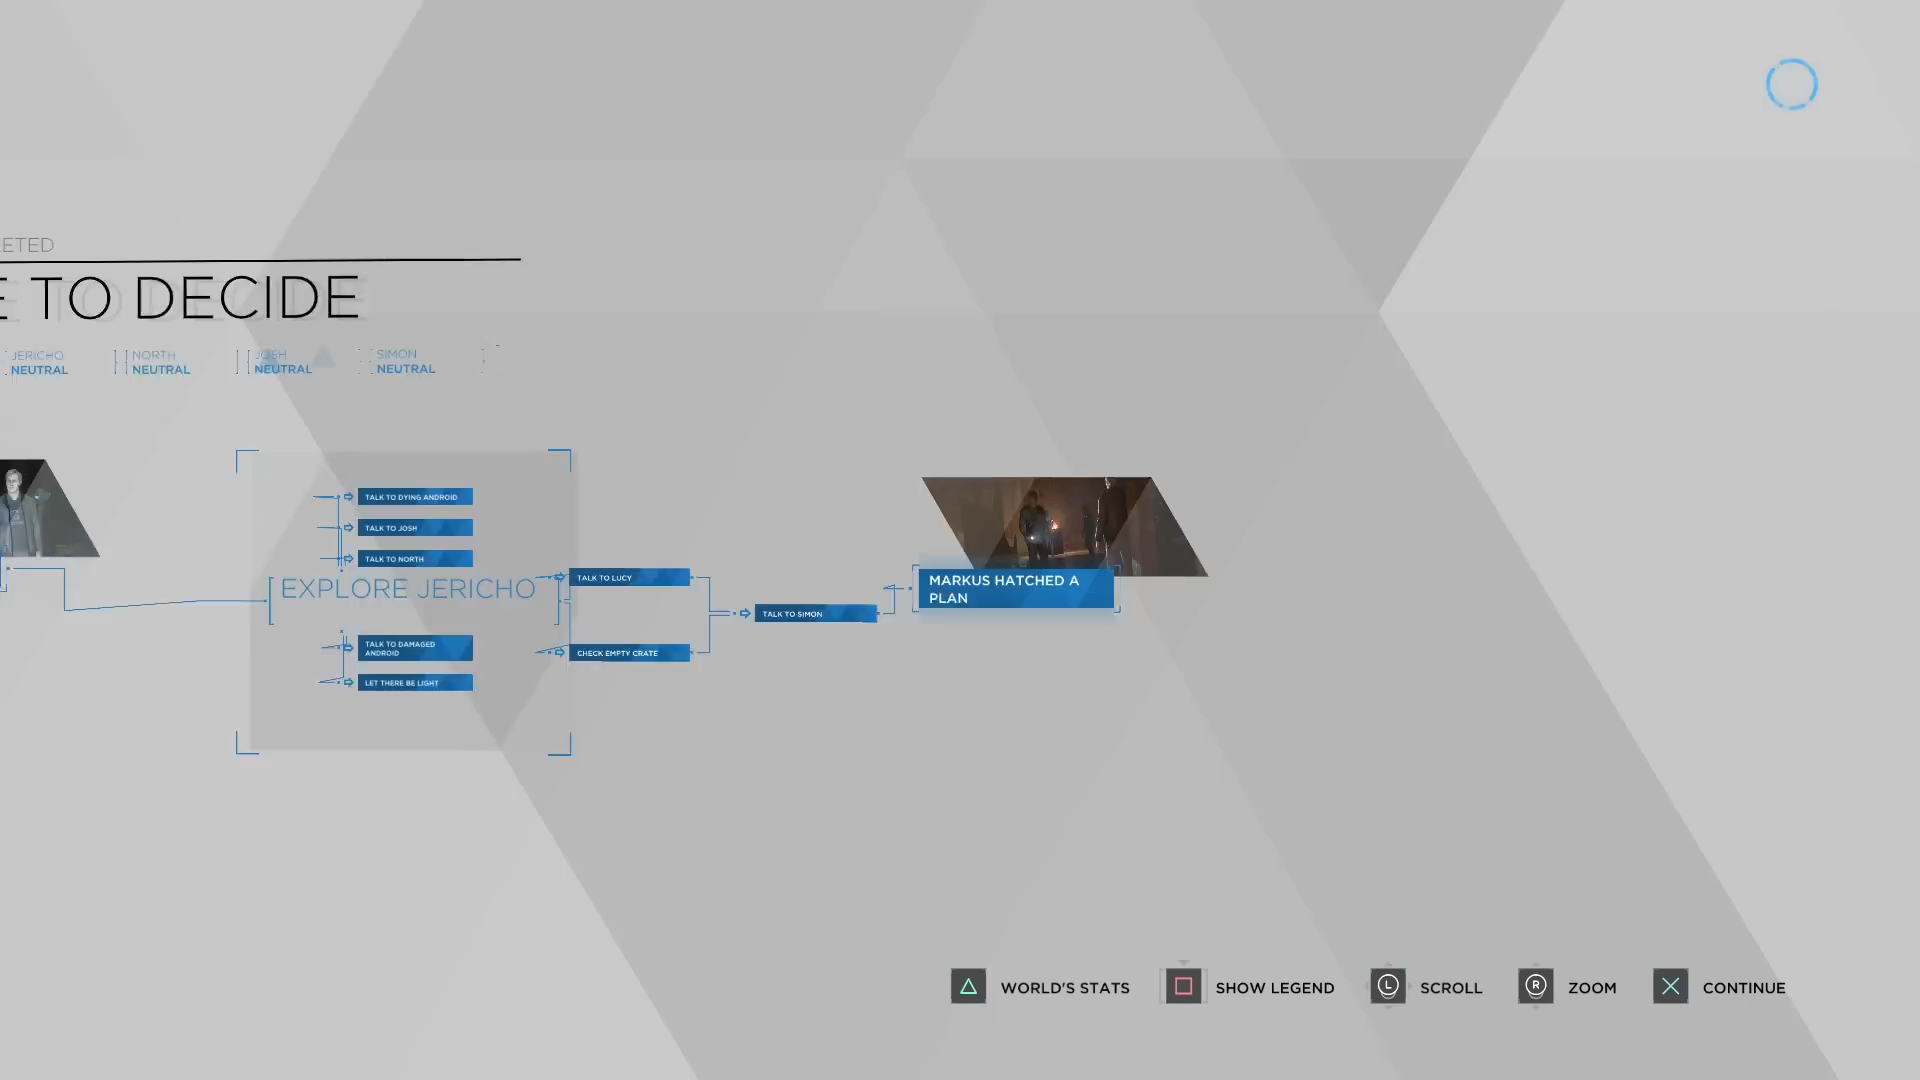 ETED
E TO DECIDE
JERICHO
NEUTRAL
NORTH
NEUTRAL
JOSH
NEUTRAL
SIMON
NEUTRAL
TALK TO DYING ANDROID
TALK TO JOSH
TALK TO NORTH
EXPLORE JERICHO
TALK TO DAMAGED
ANDROID
LET THERE BE LIGHT
TALK TO LUCY
CHECK EMPTY CRATE
TALK TO SIMON
MARKUS HATCHED A
PLAN
WORLD'S STATS
SHOW LEGEND
L SCROLL
R ZOOM
CONTINUE